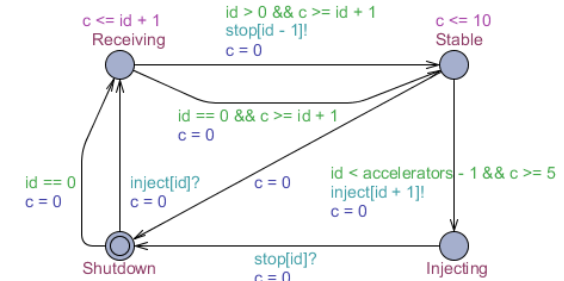 c <= id + 1
Receiving
id > 0 && c >= id + 1
stop[id - 1]!
c = 0
c <= 10
Stable
id == 0 && c >= id + 1
c = 0
id == 0
c = 0
inject[id]?
c = 0
c = 0
id < accelerators - 1 && c >= 5
inject[id + 1]!
c = 0
Shutdown
stop[id]?
c = 0
Injecting